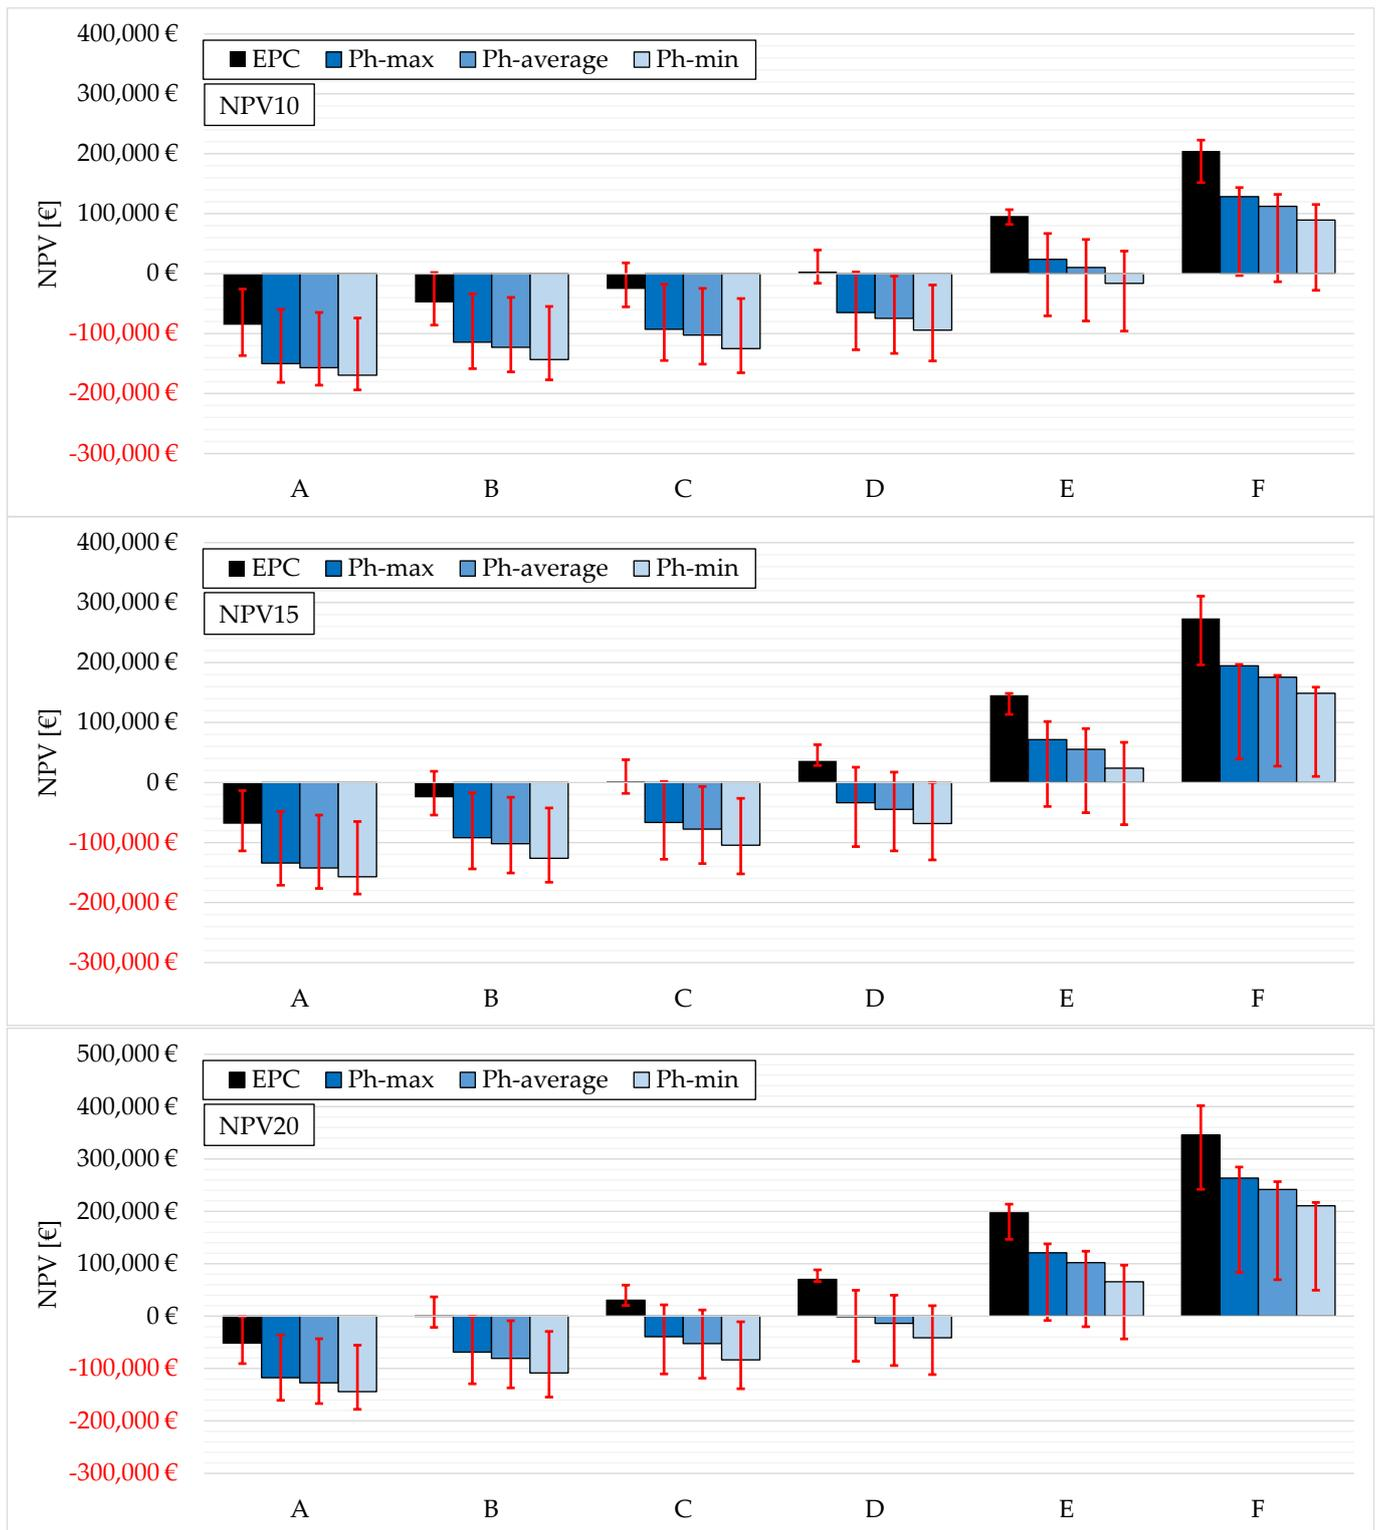 400,000 €
EPC Ph-max Ph-average Ph-min
300,000 €
NPV10
200,000 €
100,000 €
NPV [€]
0 €
-100,000 €
-200,000 €
-300,000 €
A B C D E F
400,000 €
EPC Ph-max Ph-average Ph-min
300,000 €
NPV15
200,000 €
100,000 €
NPV [€]
0 €
-100,000 €
-200,000 €
-300,000 €
A B C D E F
500,000 €
EPC Ph-max Ph-average Ph-min
400,000 €
NPV20
300,000 €
200,000 €
100,000 €
NPV [€]
0 €
-100,000 €
-200,000 €
-300,000 €
A B C D E F